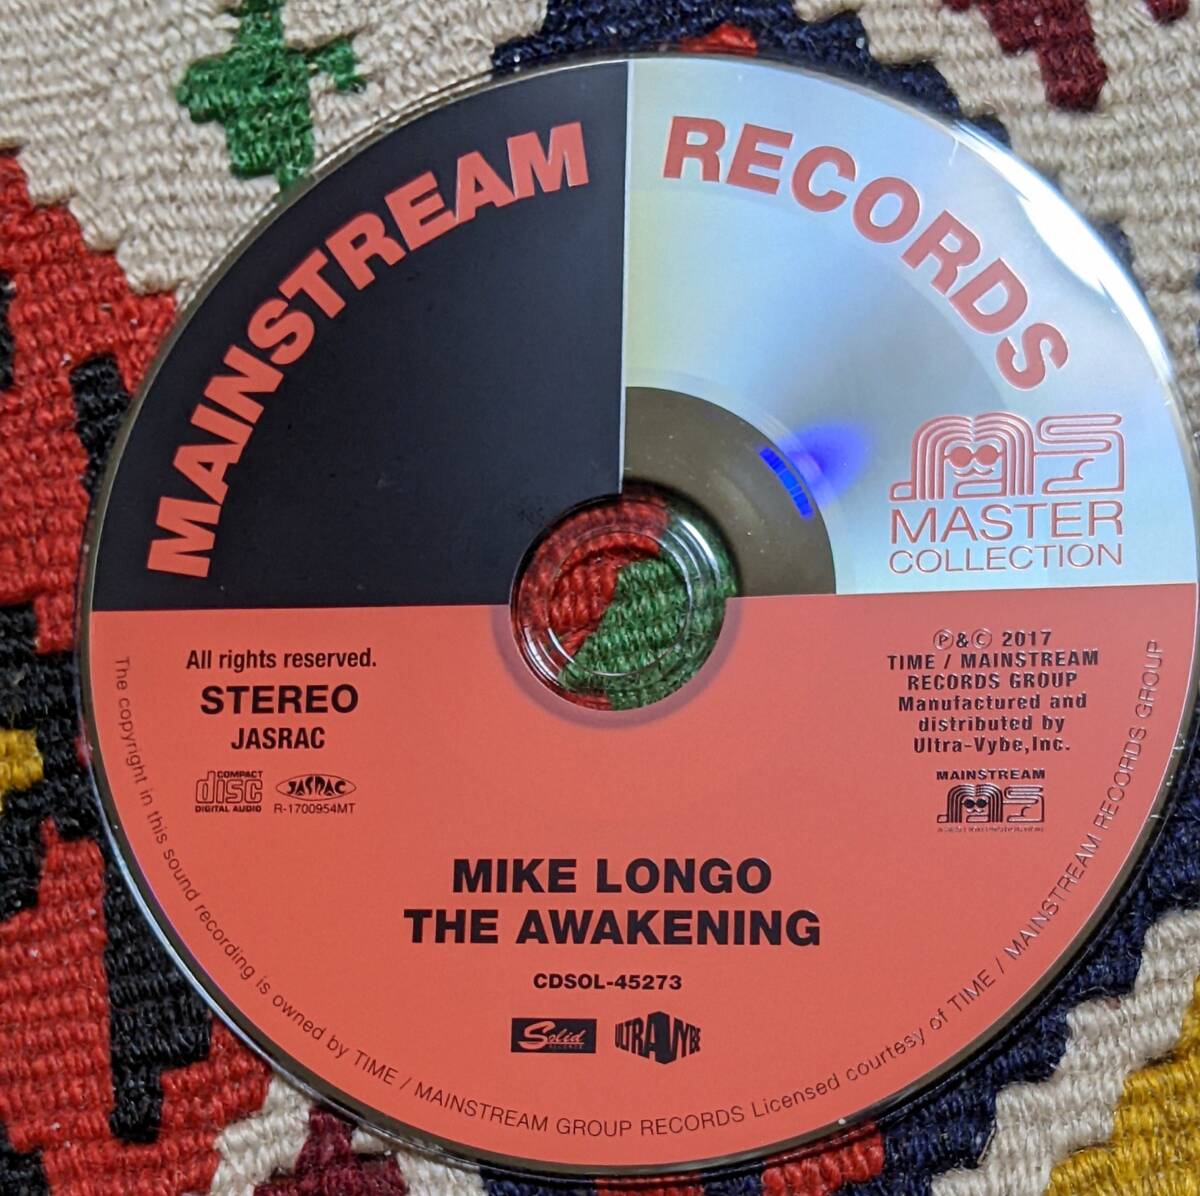 MAINSTREAM RECORDS
MASTER
COLLECTION
All rights reserved.
STEREO
JASRAC
COMPACT
disc
DIGITAL AUDIO
JASRAC
R-1700954MT
Ⓟ&Ⓒ 2017
TIME / MAINSTREAM
RECORDS GROUP
Manufactured and
distributed by
Ultra-Vybe,Inc.
MAINSTREAM
MIKE LONGO
THE AWAKENING
CDSOL-45273
Solid
RECORDS
ULTRA-VYBE
The copyright in this sound recording is owned by TIME / MAINSTREAM GROUP RECORDS Licensed courtesy of TIME / MAINSTREAM RECORDS GROUP